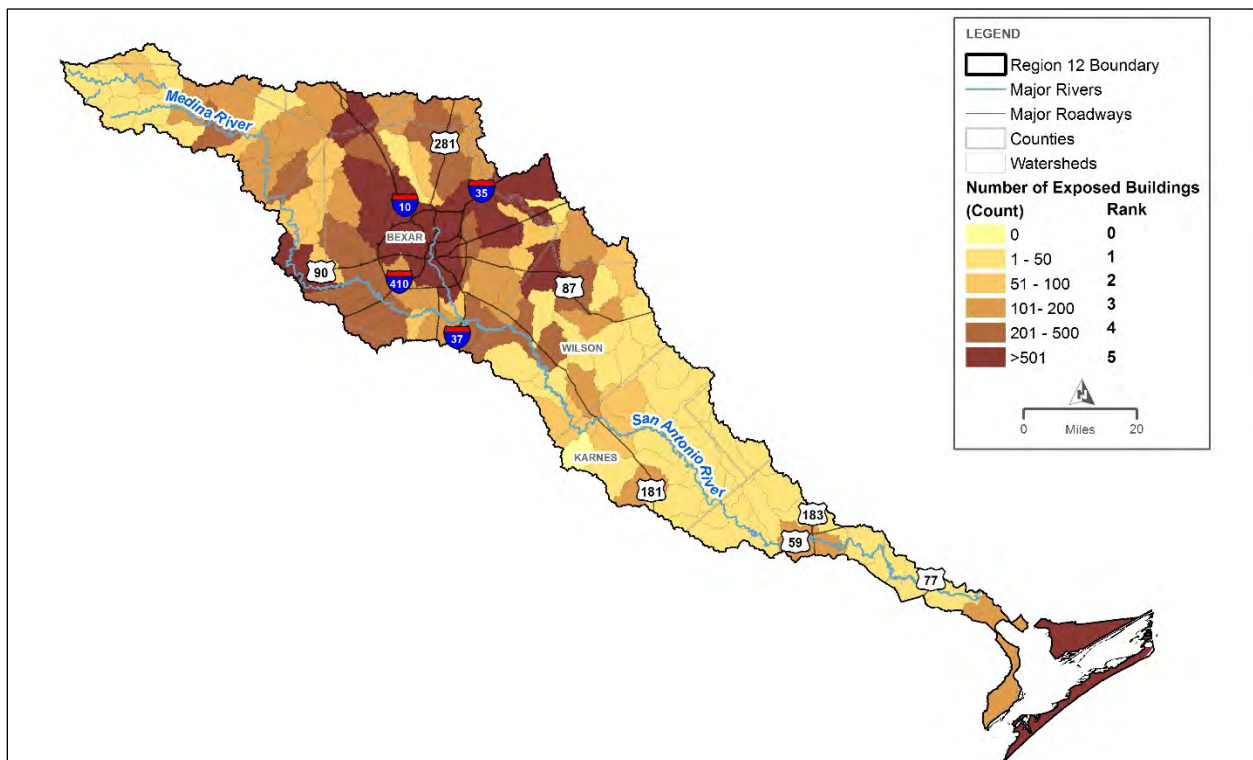 LEGEND
Region 12 Boundary
Major Rivers
Major Roadways
Counties
Watersheds
Number of Exposed Buildings
(Count) Rank
0 0
1 - 50 1
51 - 100 2
101- 200 3
201 - 500 4
>501 5
N
0 20
Miles
Medina River
281
35
10
BEXAR
90
410
87
37
WILSON
San Antonio River
KARNES
181
183
59
77